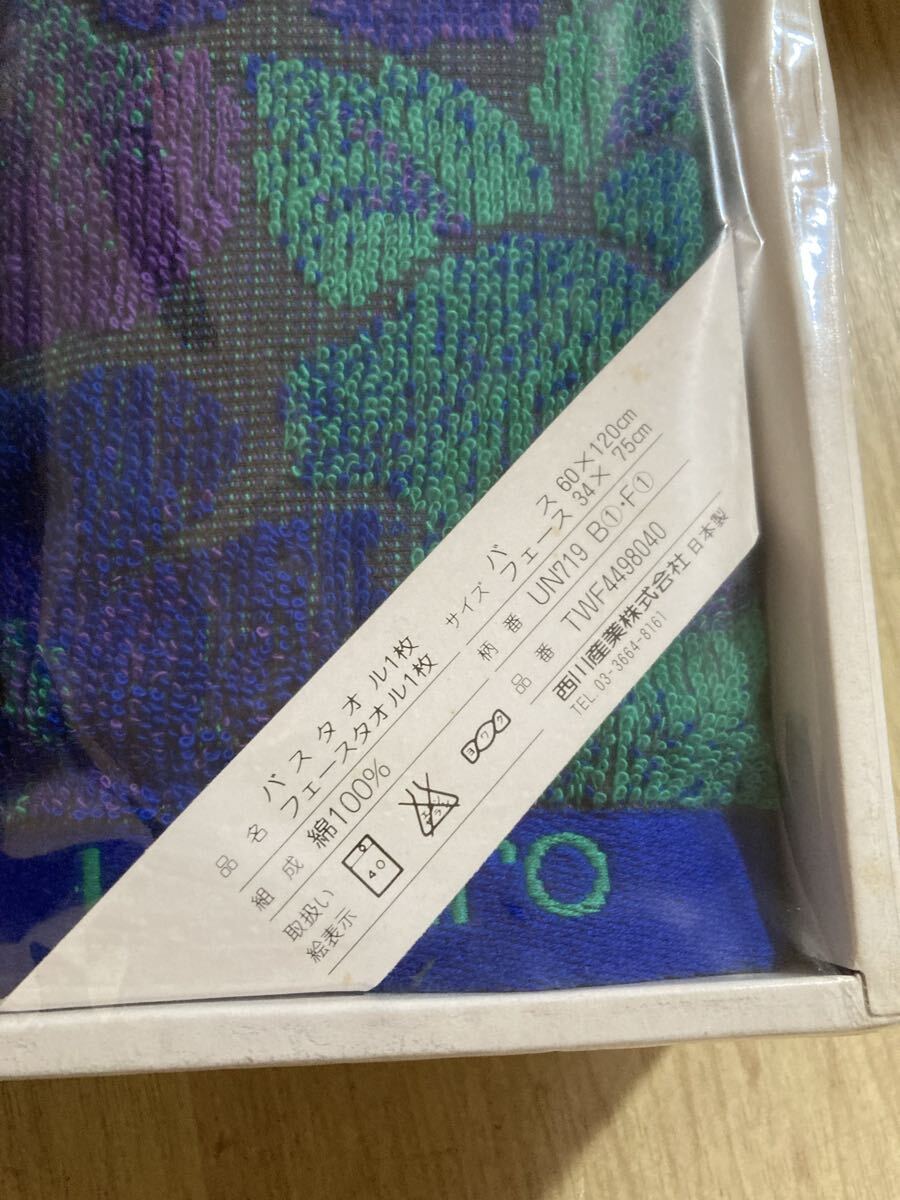 品名 バスタオル1枚
フェースタオル1枚
サイズ バス 60×120cm
フェース 34× 75cm
組成 綿100%
柄番 UN719 B①・F①
取扱い
絵表示
40
エンソ
ヨワク
品番 TWF4498040
西川産業株式会社 日本製
TEL. 03-3664-8161